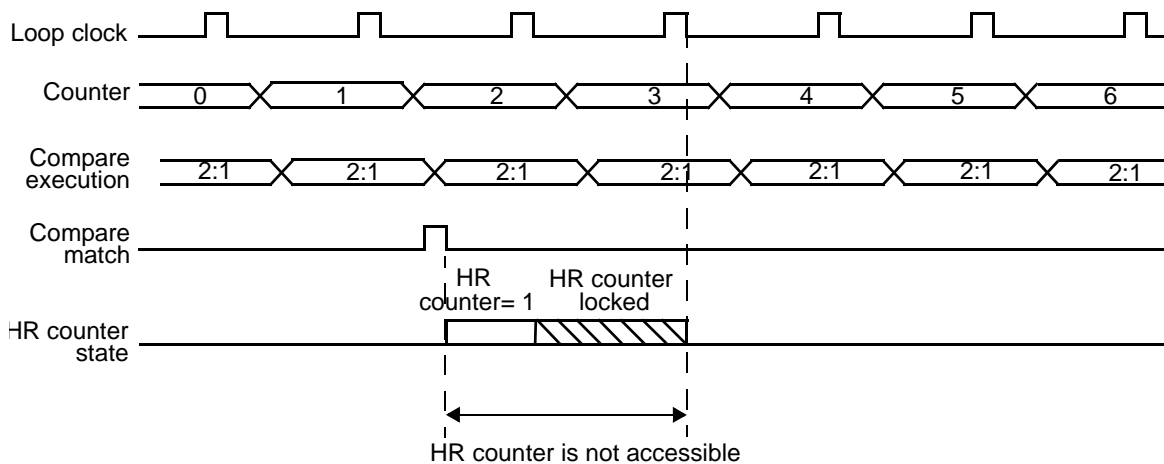 Loop clock
Counter
0 1 2 3 4 5 6
Compare
execution
2:1 2:1 2:1 2:1 2:1 2:1 2:1
Compare
match
HR
counter= 1
HR counter
locked
HR counter
state
HR counter is not accessible